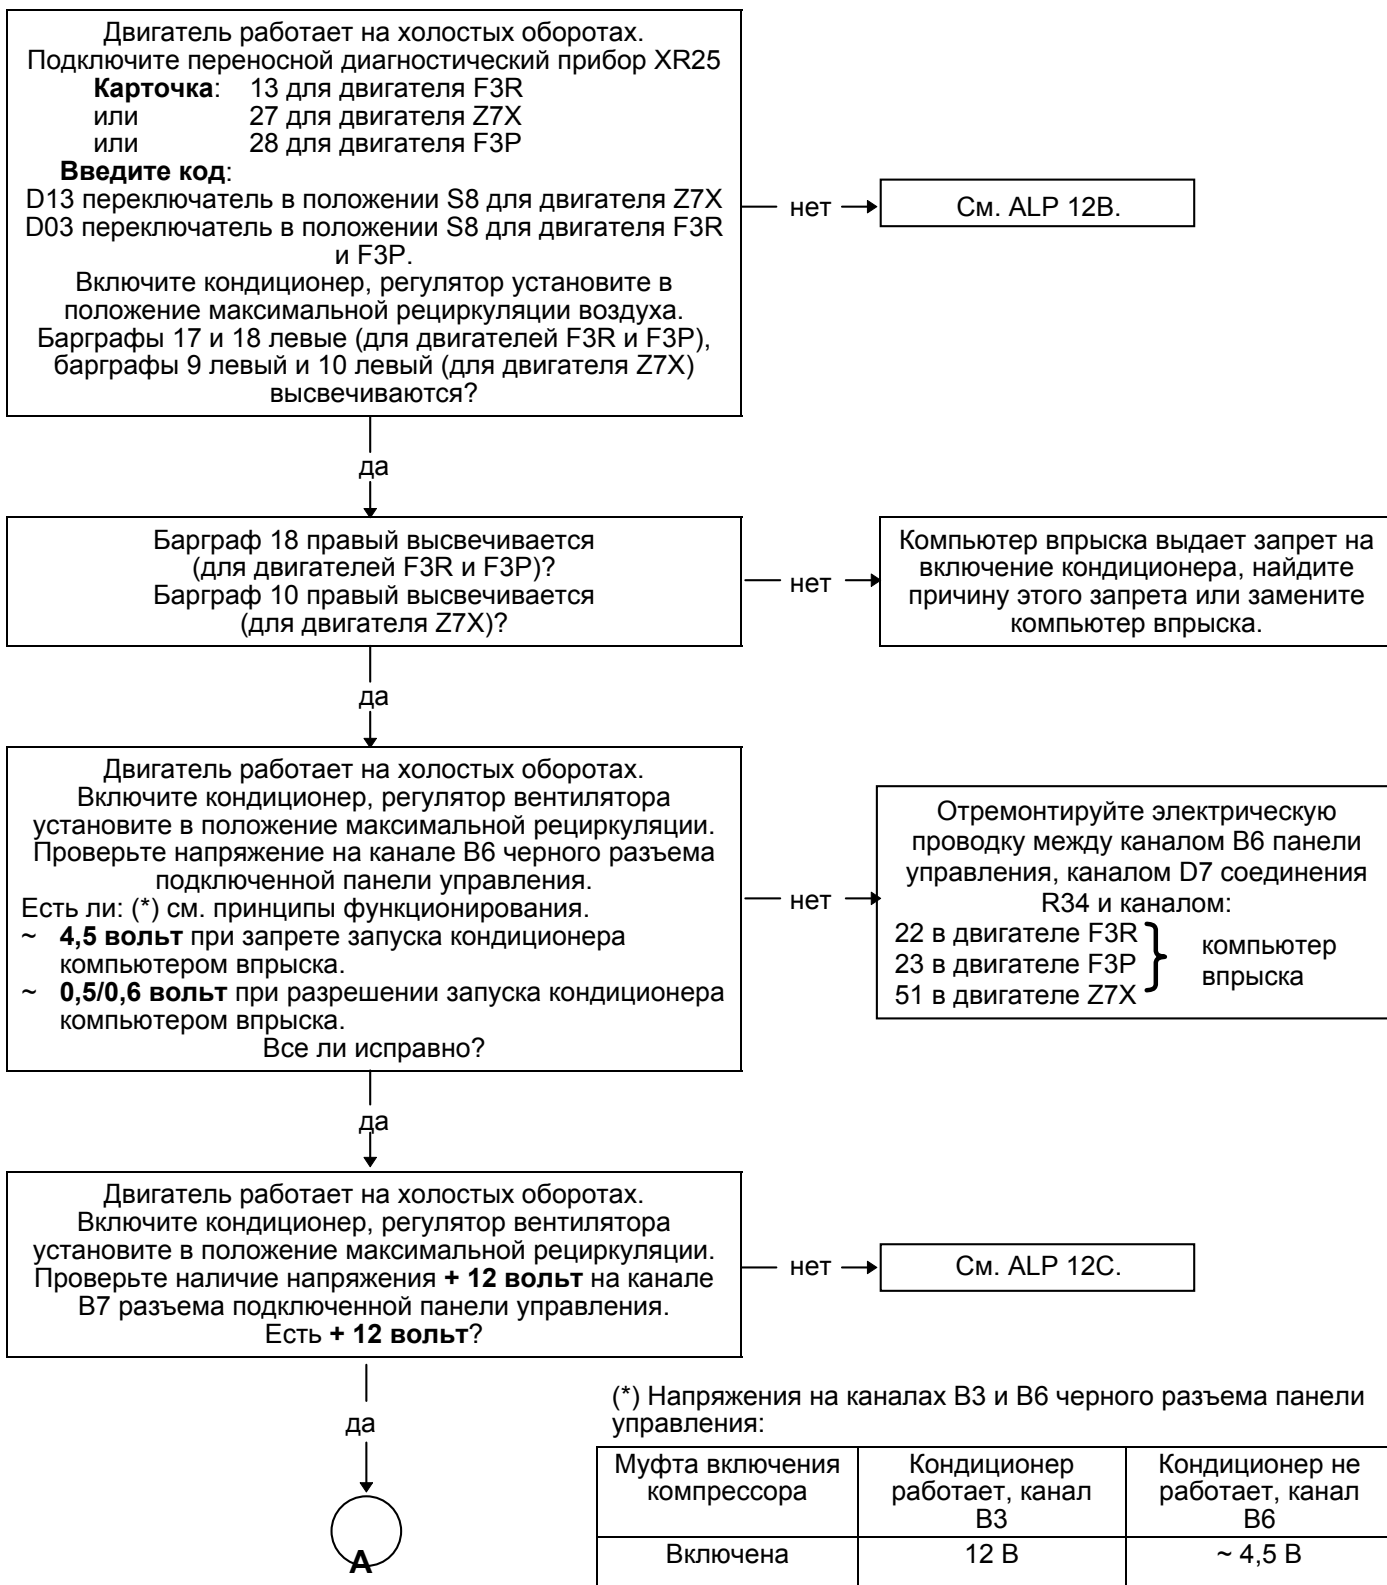 Двигатель работает на холостых оборотах.
Подключите переносной диагностический прибор XR25
Карточка: 13 для двигателя F3R
или 27 для двигателя Z7X
или 28 для двигателя F3P
Введите код:
D13 переключатель в положении S8 для двигателя Z7X
D03 переключатель в положении S8 для двигателя F3R
и F3P.
Включите кондиционер, регулятор установите в
положение максимальной рециркуляции воздуха.
Барграфы 17 и 18 левые (для двигателей F3R и F3P),
барграфы 9 левый и 10 левый (для двигателя Z7X)
высвечиваются?
нет
См. ALP 12B.
да
Барграф 18 правый высвечивается
(для двигателей F3R и F3P)?
Барграф 10 правый высвечивается
(для двигателя Z7X)?
нет
Компьютер впрыска выдает запрет на
включение кондиционера, найдите
причину этого запрета или замените
компьютер впрыска.
да
Двигатель работает на холостых оборотах.
Включите кондиционер, регулятор вентилятора
установите в положение максимальной рециркуляции.
Проверьте напряжение на канале B6 черного разъема
подключенной панели управления.
Есть ли: (*) см. принципы функционирования.
~ 4,5 вольт при запрете запуска кондиционера
компьютером впрыска.
~ 0,5/0,6 вольт при разрешении запуска кондиционера
компьютером впрыска.
Все ли исправно?
нет
Отремонтируйте электрическую
проводку между каналом B6 панели
управления, каналом D7 соединения
R34 и каналом:
22 в двигателе F3R
23 в двигателе F3P
51 в двигателе Z7X
компьютер
впрыска
да
Двигатель работает на холостых оборотах.
Включите кондиционер, регулятор вентилятора
установите в положение максимальной рециркуляции.
Проверьте наличие напряжения + 12 вольт на канале
B7 разъема подключенной панели управления.
Есть + 12 вольт?
нет
См. ALP 12C.
да
A
(*) Напряжения на каналах B3 и B6 черного разъема панели
управления:
Муфта включения
компрессора
Кондиционер
работает, канал
B3
Кондиционер не
работает, канал
B6
Включена 12 В ~ 4,5 В